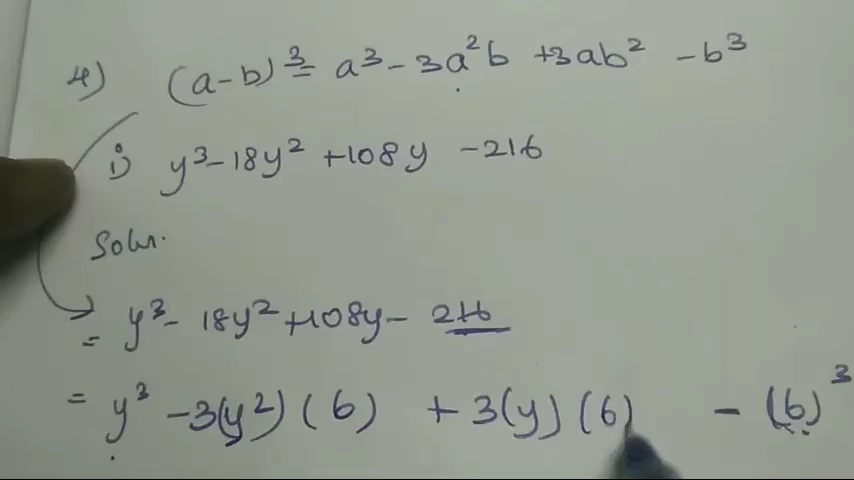 4) (a-b)³= a³ - 3a²b +3ab² - b³
i) y³-18y² +108y -216
Soln.
= y³- 18y²+108y- 216
= y³ -3(y²)(6) +3(y)(6) -(6)³